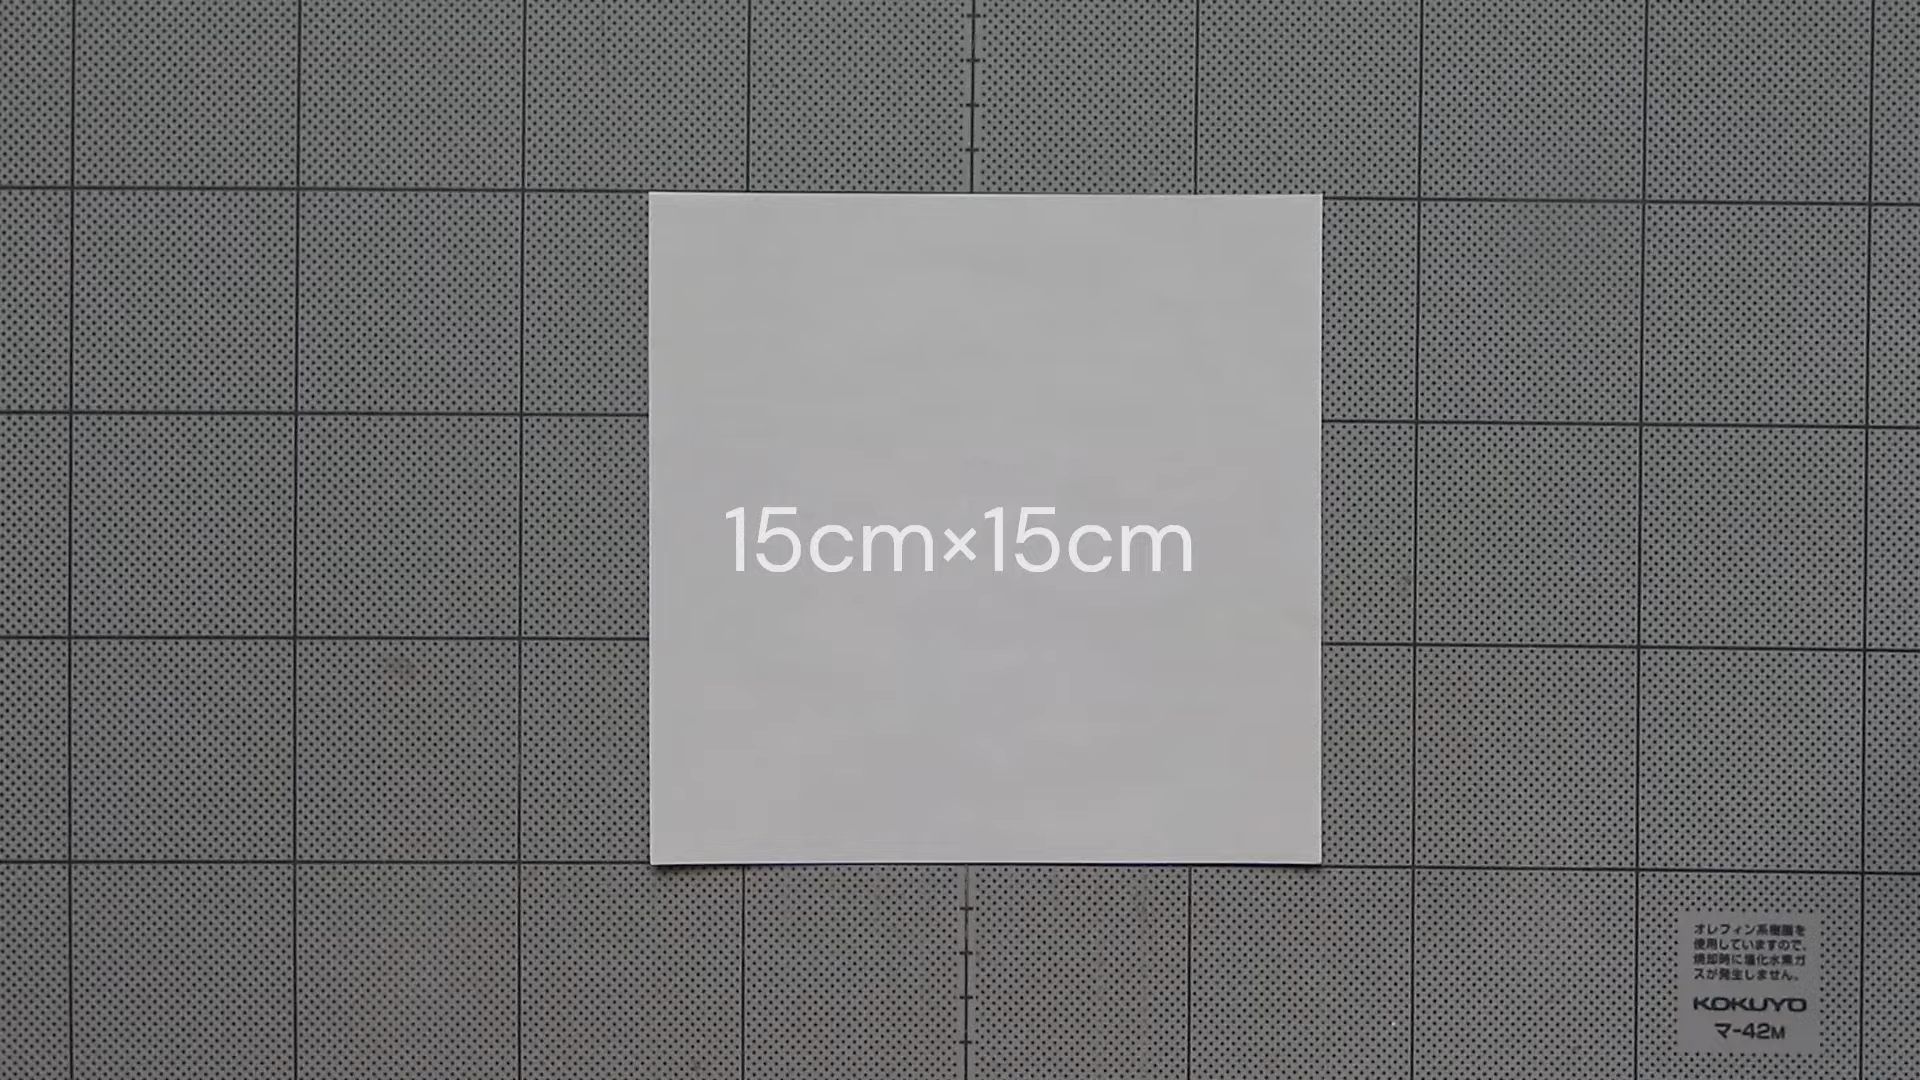 15cm×15cm
オレフィン系樹脂を
使用していますので、
焼却時に塩化水素ガ
スが発生しません。
KOKUYO
マ-42M